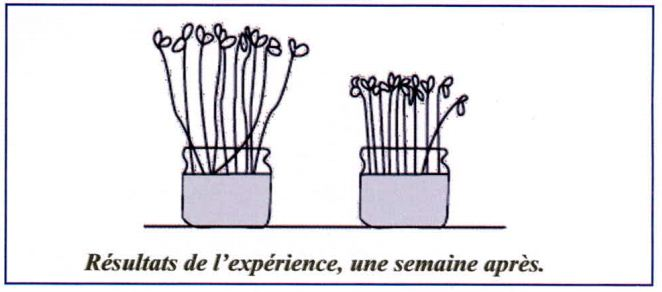 Résultats de l'expérience, une semaine après.